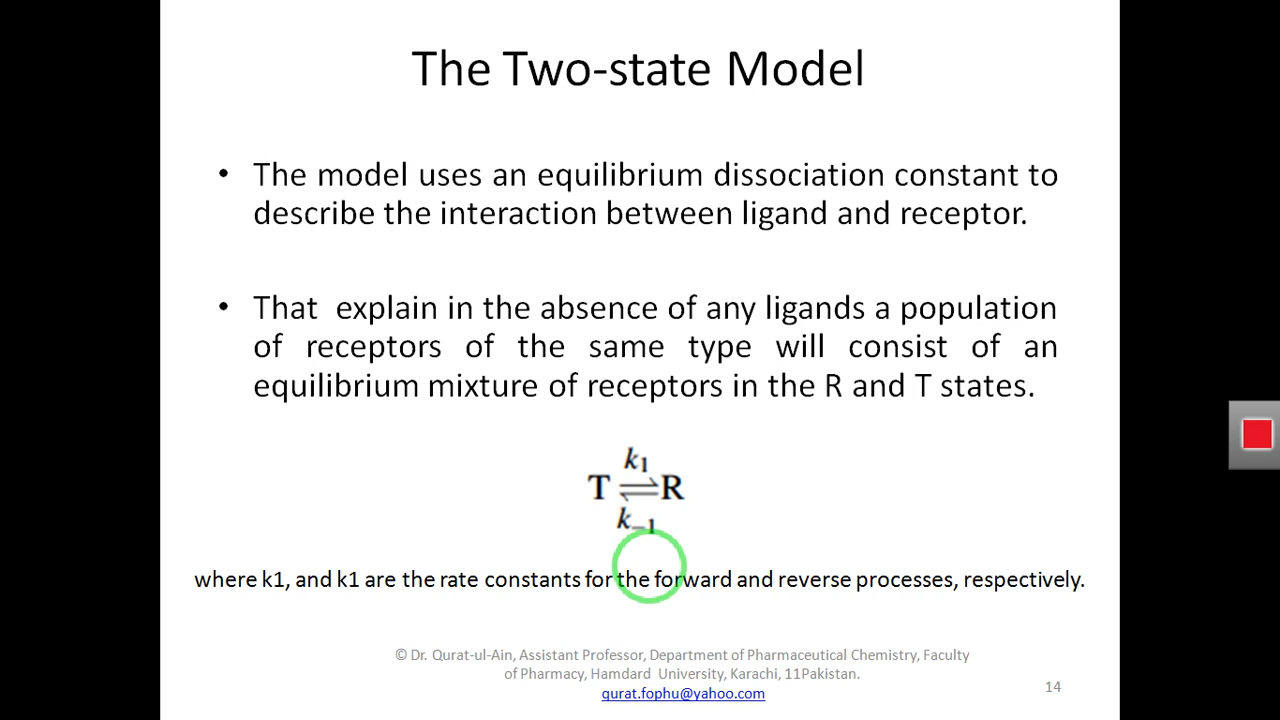 The Two-state Model
• The model uses an equilibrium dissociation constant to
describe the interaction between ligand and receptor.
• That explain in the absence of any ligands a population
of receptors of the same type will consist of an
equilibrium mixture of receptors in the R and T states.
k1
T ⇌ R
k−1
where k1, and k1 are the rate constants for the forward and reverse processes, respectively.
© Dr. Qurat-ul-Ain, Assistant Professor, Department of Pharmaceutical Chemistry, Faculty
of Pharmacy, Hamdard University, Karachi, 11Pakistan.
qurat.fophu@yahoo.com
14